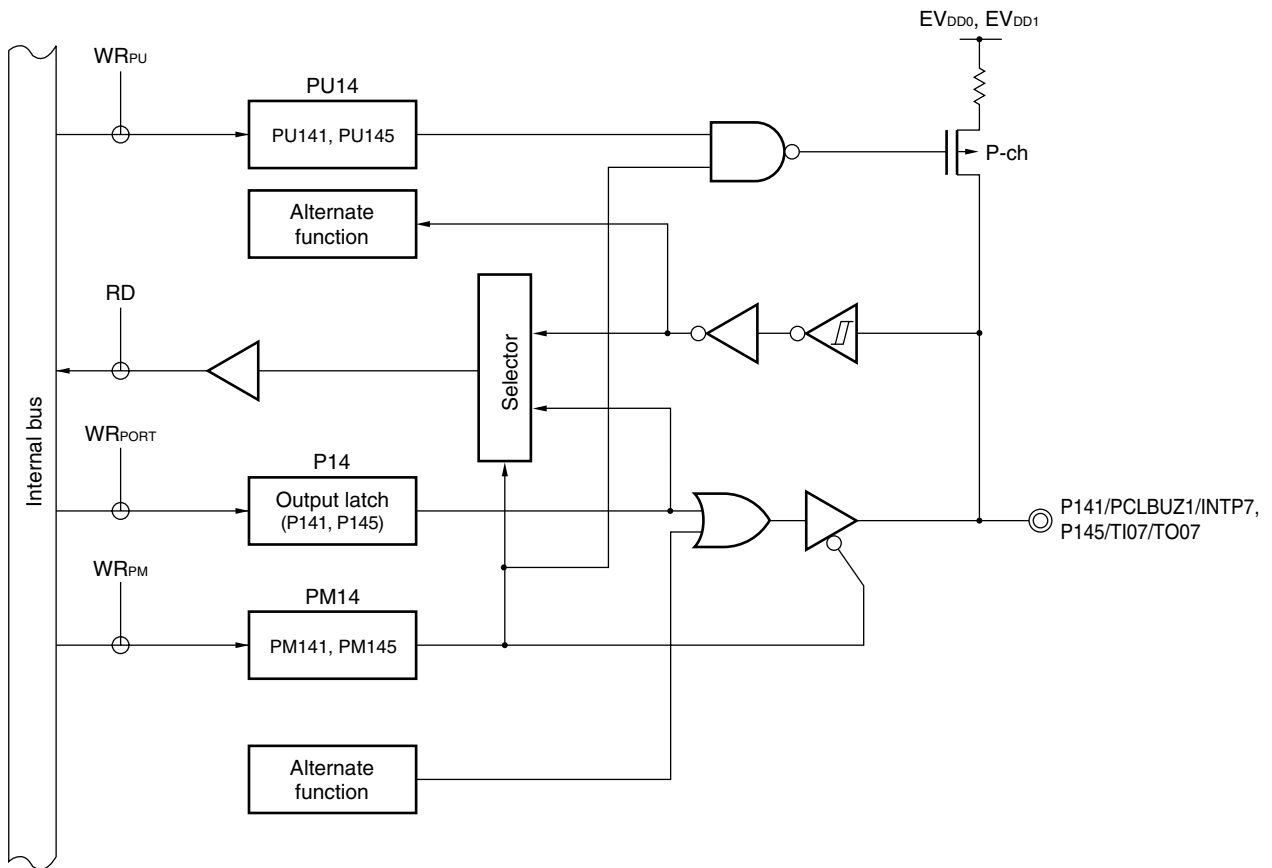 EVDD0, EVDD1
WRPU
PU14
PU141, PU145
P-ch
Alternate
function
RD
Selector
Internal bus
WRPORT
P14
Output latch
(P141, P145)
P141/PCLBUZ1/INTP7,
P145/TI07/TO07
WRPM
PM14
PM141, PM145
Alternate
function